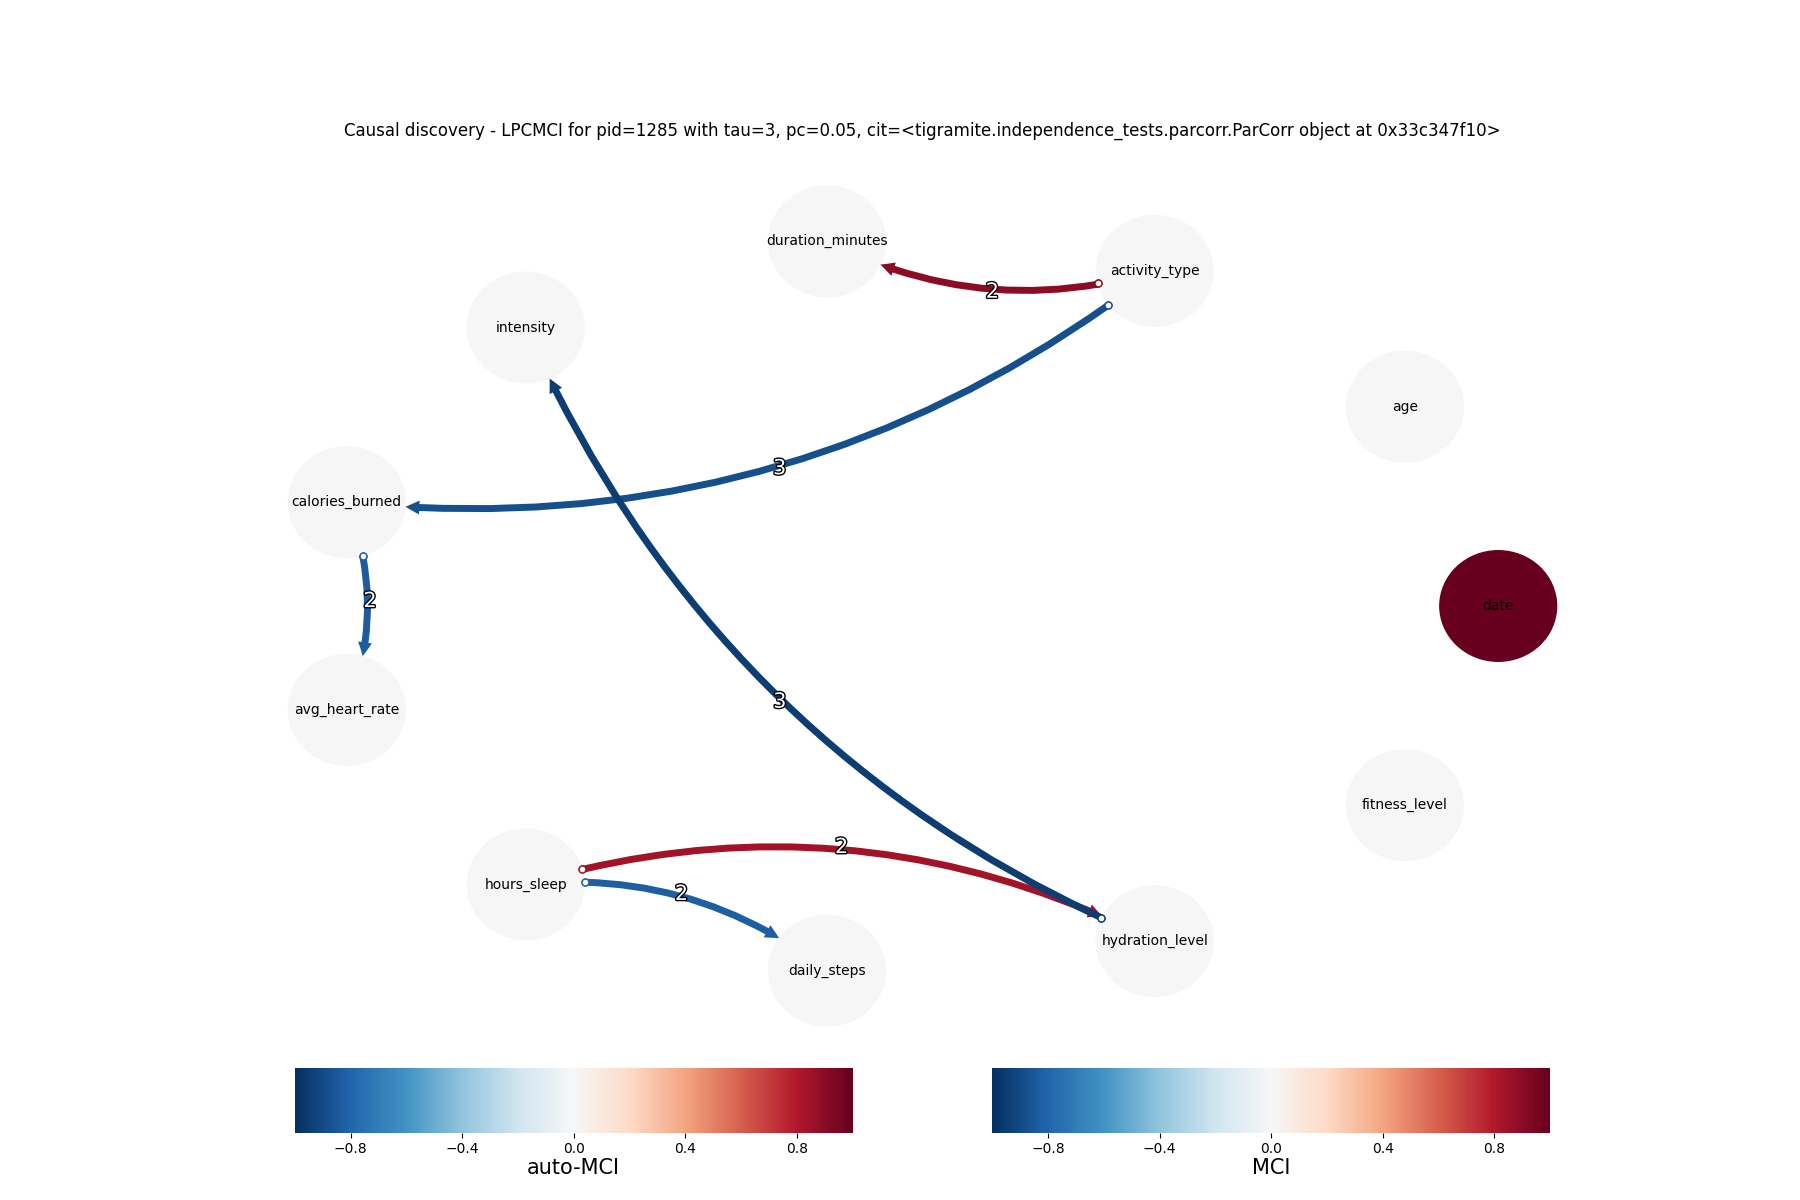 Causal discovery - LPCMCI for pid=1285 with tau=3, pc=0.05, cit=<tigramite.independence_tests.parcorr.ParCorr object at 0x33c347f10>
duration_minutes
activity_type
2
intensity
age
3
calories_burned
2
date
3
avg_heart_rate
fitness_level
2
hours_sleep
2
hydration_level
daily_steps
−0.8 −0.4 0.0 0.4 0.8
auto-MCI
−0.8 −0.4 0.0 0.4 0.8
MCI